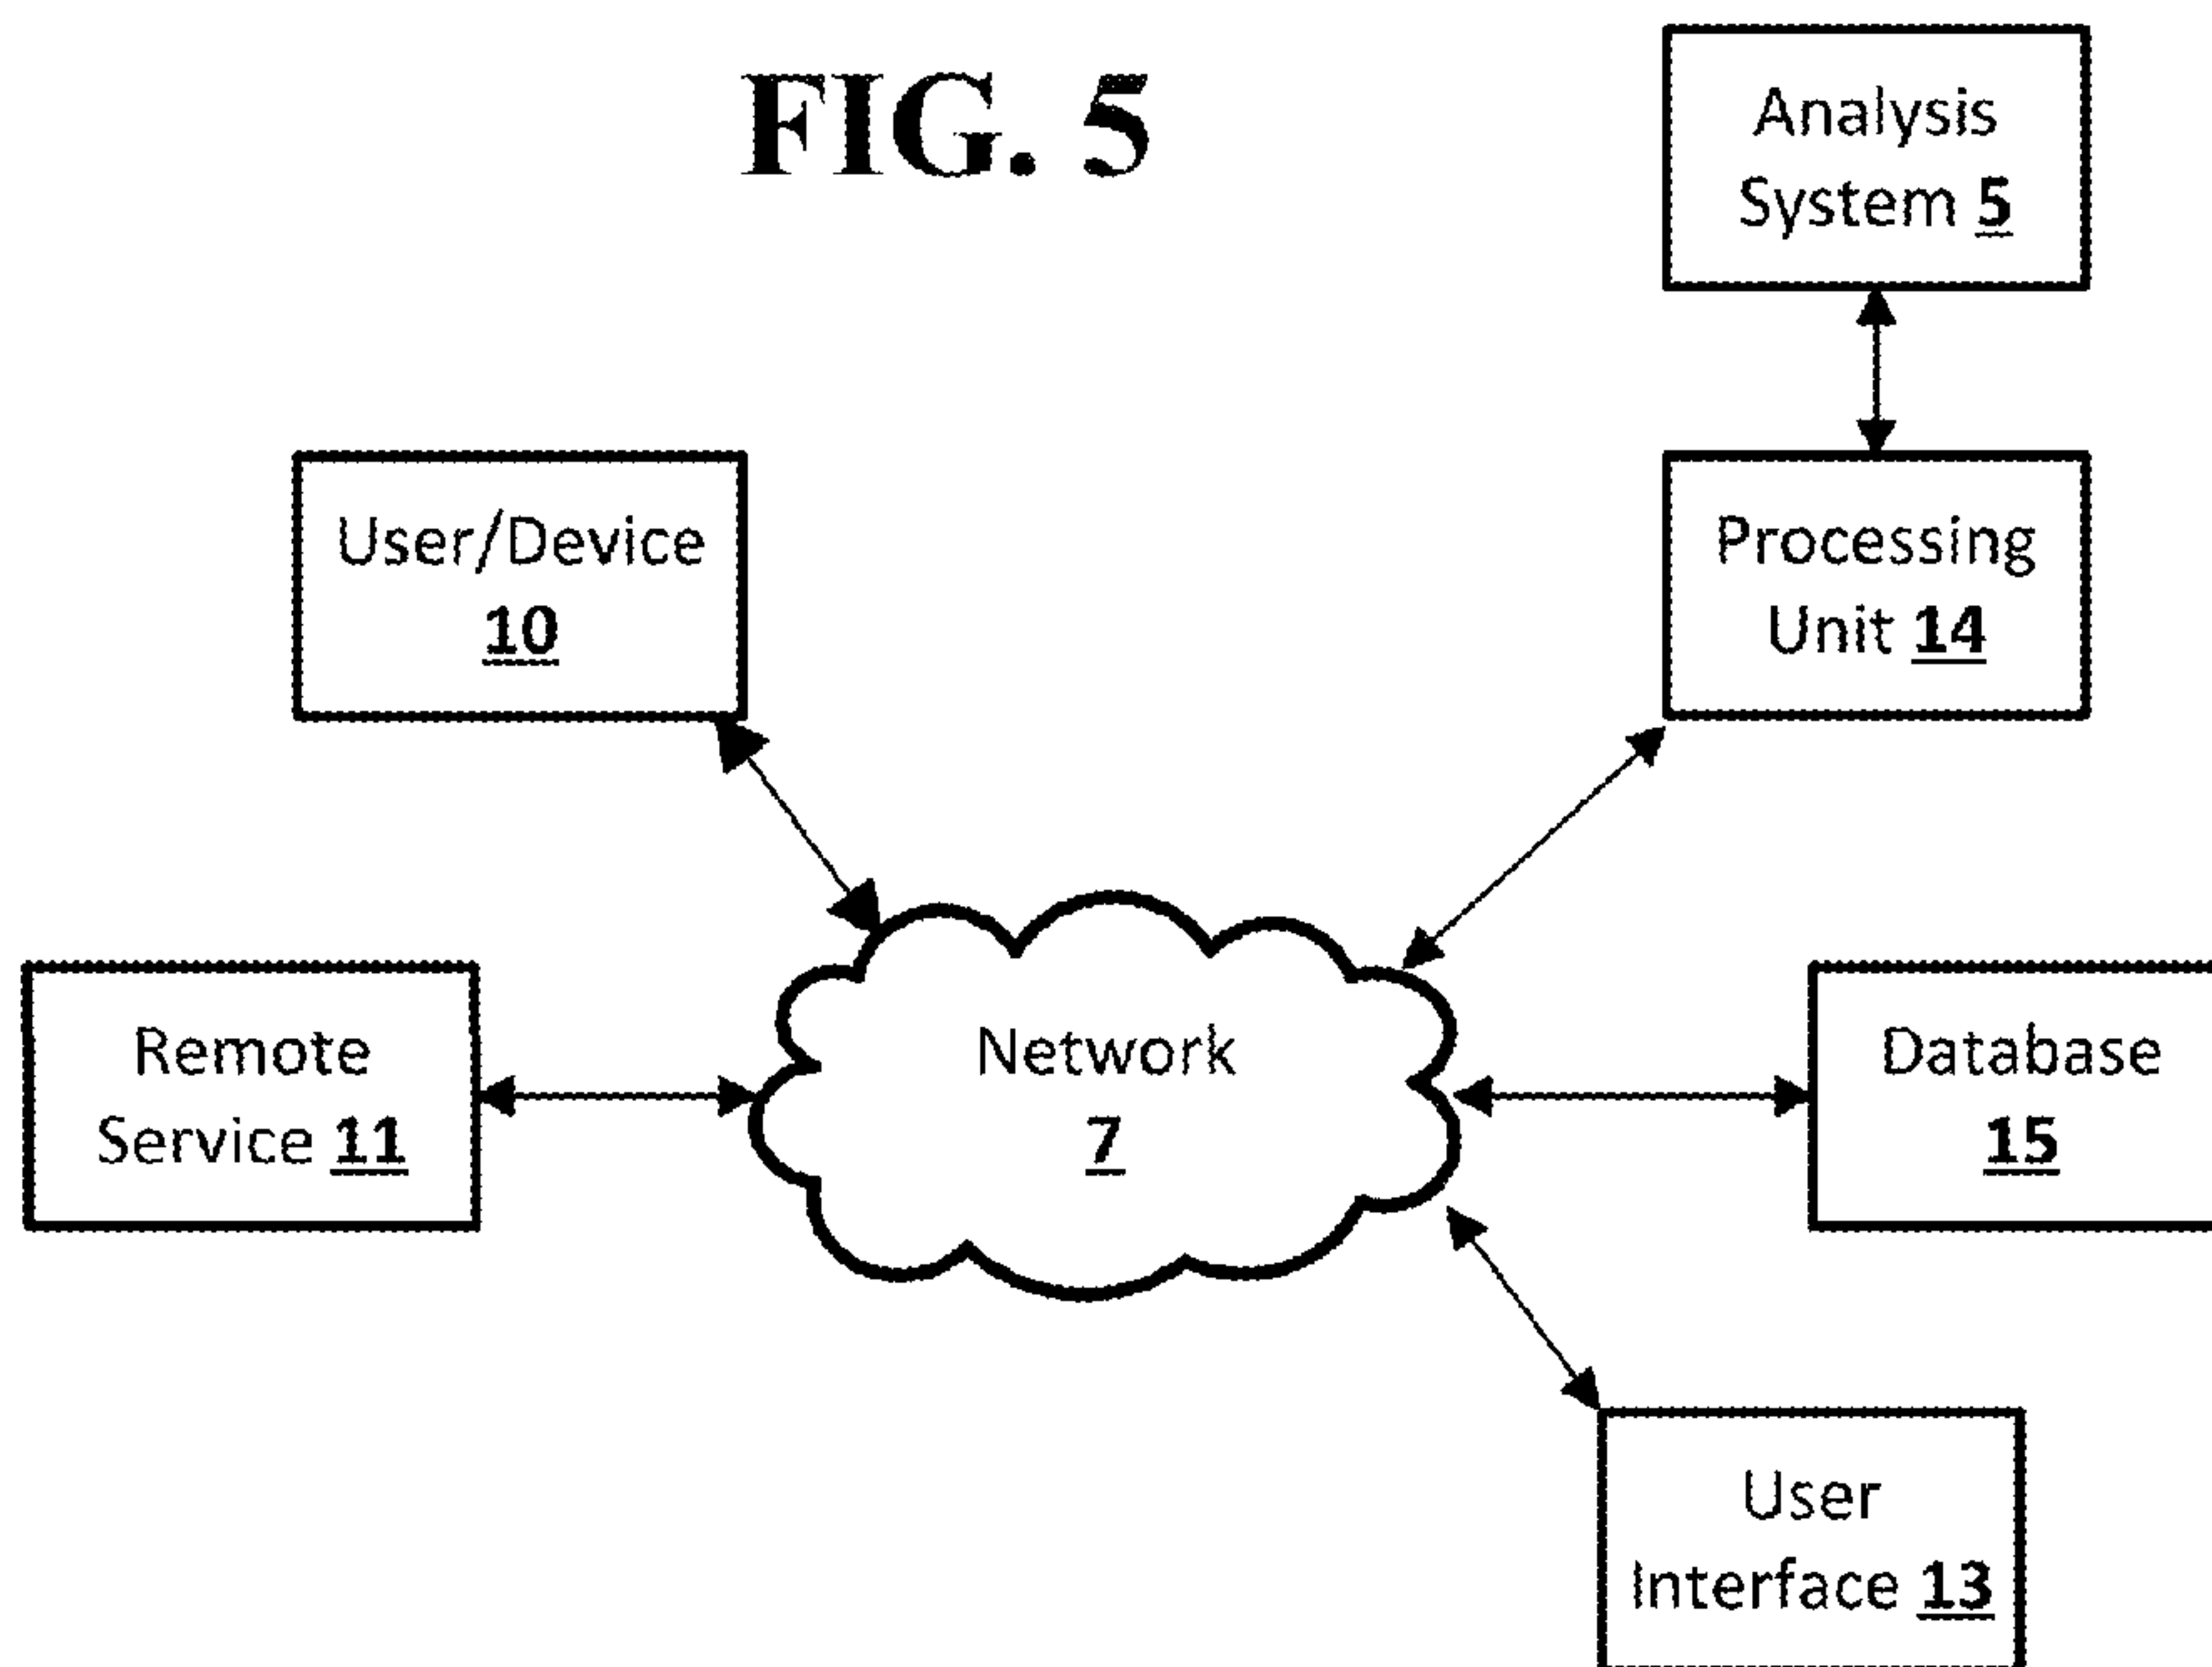 FIG. 5
Analysis
System 5
User/Device
10
Processing
Unit 14
Remote
Service 11
Network
7
Database
15
User
Interface 13